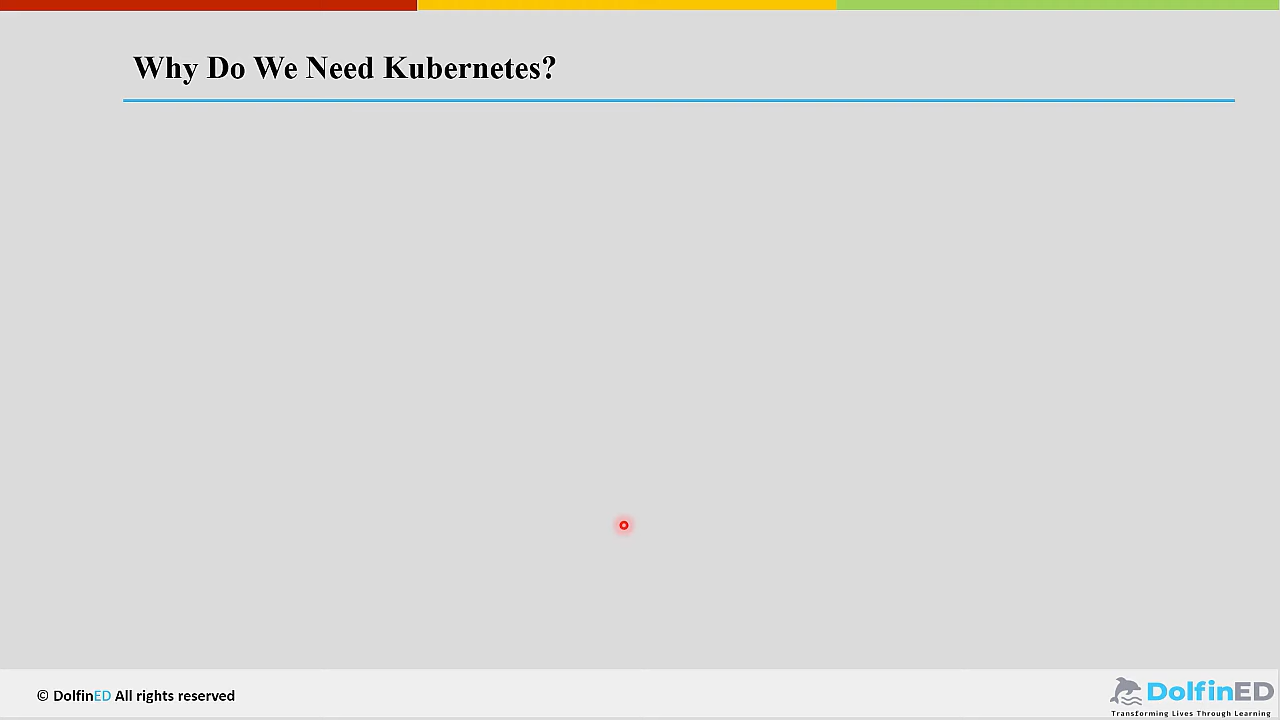 Why Do We Need Kubernetes?
© DolfinED All rights reserved
DolfinED
Transforming Lives Through Learning